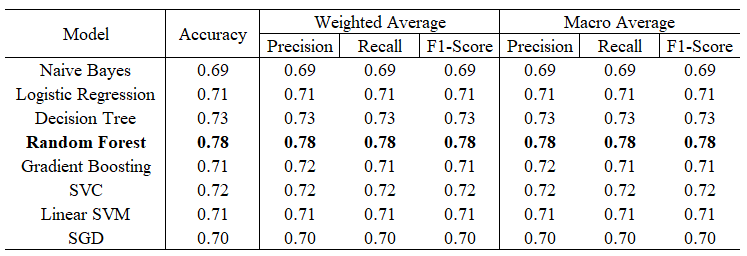 Model Accuracy Weighted Average Macro Average
Precision Recall F1-Score Precision Recall F1-Score
Naive Bayes 0.69 0.69 0.69 0.69 0.69 0.69 0.69
Logistic Regression 0.71 0.71 0.71 0.71 0.71 0.71 0.71
Decision Tree 0.73 0.73 0.73 0.73 0.73 0.73 0.73
Random Forest 0.78 0.78 0.78 0.78 0.78 0.78 0.78
Gradient Boosting 0.71 0.72 0.71 0.71 0.72 0.71 0.71
SVC 0.72 0.72 0.72 0.72 0.72 0.72 0.72
Linear SVM 0.71 0.71 0.71 0.71 0.71 0.71 0.71
SGD 0.70 0.70 0.70 0.70 0.70 0.70 0.70